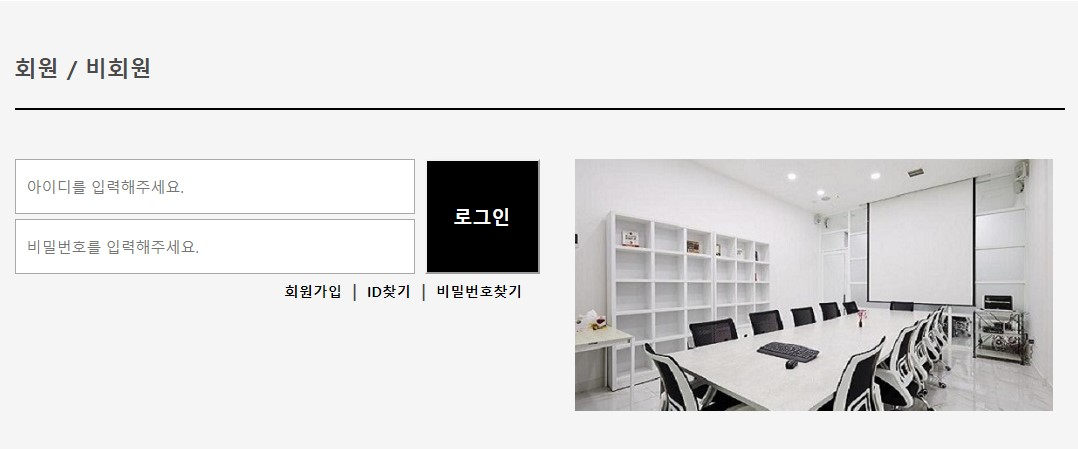 회원 / 비회원
아이디를 입력해주세요.
비밀번호를 입력해주세요.
로그인
회원가입 | ID찾기 | 비밀번호찾기